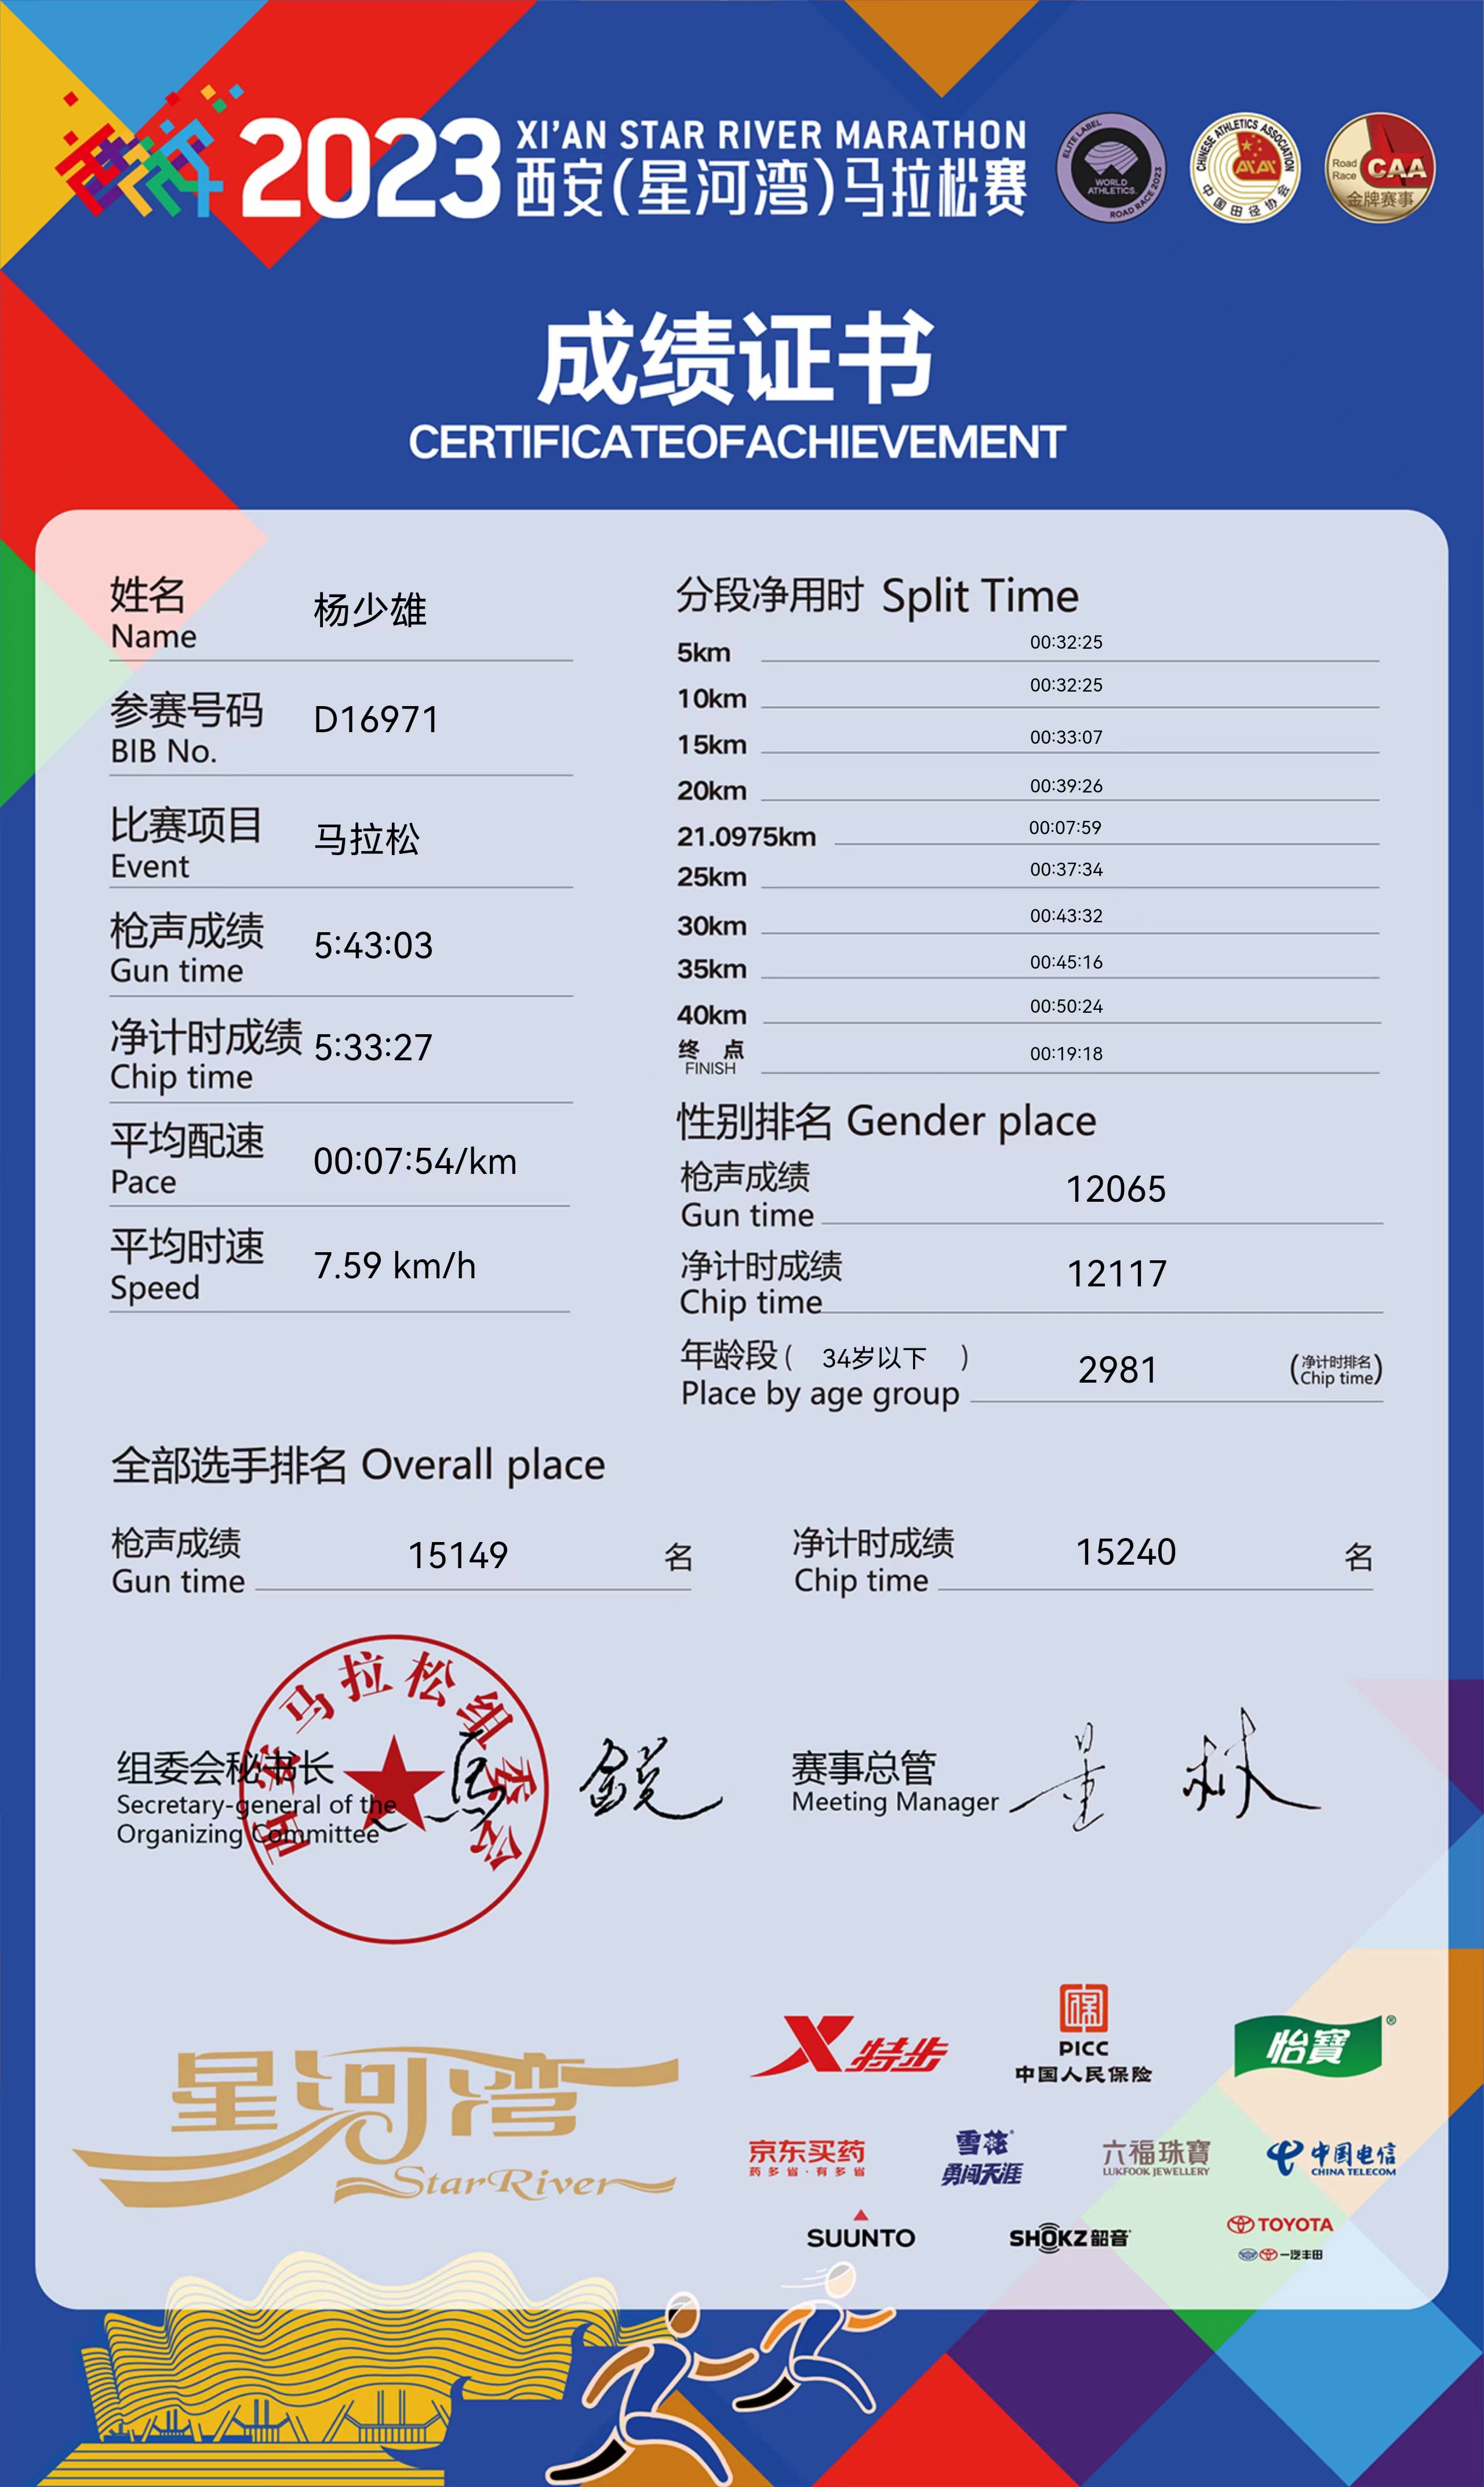 西安
2023
XI'AN STAR RIVER MARATHON
西安(星河湾)马拉松赛
ELITE LABEL
WORLD ATHLETICS.
ROAD RACE 2023
CHINESE ATHLETICS ASSOCIATION
中国田径协会
Road Race CAA
金牌赛事
成绩证书
CERTIFICATEOFACHIEVEMENT
姓名 杨少雄
Name
参赛号码 D16971
BIB No.
比赛项目 马拉松
Event
枪声成绩 5:43:03
Gun time
净计时成绩 5:33:27
Chip time
平均配速 00:07:54/km
Pace
平均时速 7.59 km/h
Speed
分段净用时 Split Time
5km 00:32:25
10km 00:32:25
15km 00:33:07
20km 00:39:26
21.0975km 00:07:59
25km 00:37:34
30km 00:43:32
35km 00:45:16
40km 00:50:24
终点 00:19:18
FINISH
性别排名 Gender place
枪声成绩 12065
Gun time
净计时成绩 12117
Chip time
年龄段( 34岁以下 ) 2981 (净计时排名
Place by age group Chip time)
全部选手排名 Overall place
枪声成绩 15149 名
Gun time
净计时成绩 15240 名
Chip time
西安马拉松组委会
组委会秘书长
Secretary-general of the
Organizing Committee
赛事总管
Meeting Manager
星河湾
StarRiver
X特步
PICC
中国人民保险
怡寶®
京东买药
药多省·有多省
雪花
勇闯天涯
六福珠寶
LUKFOOK JEWELLERY
中国电信
CHINA TELECOM
SUUNTO
SHOKZ韶音
TOYOTA
一汽丰田